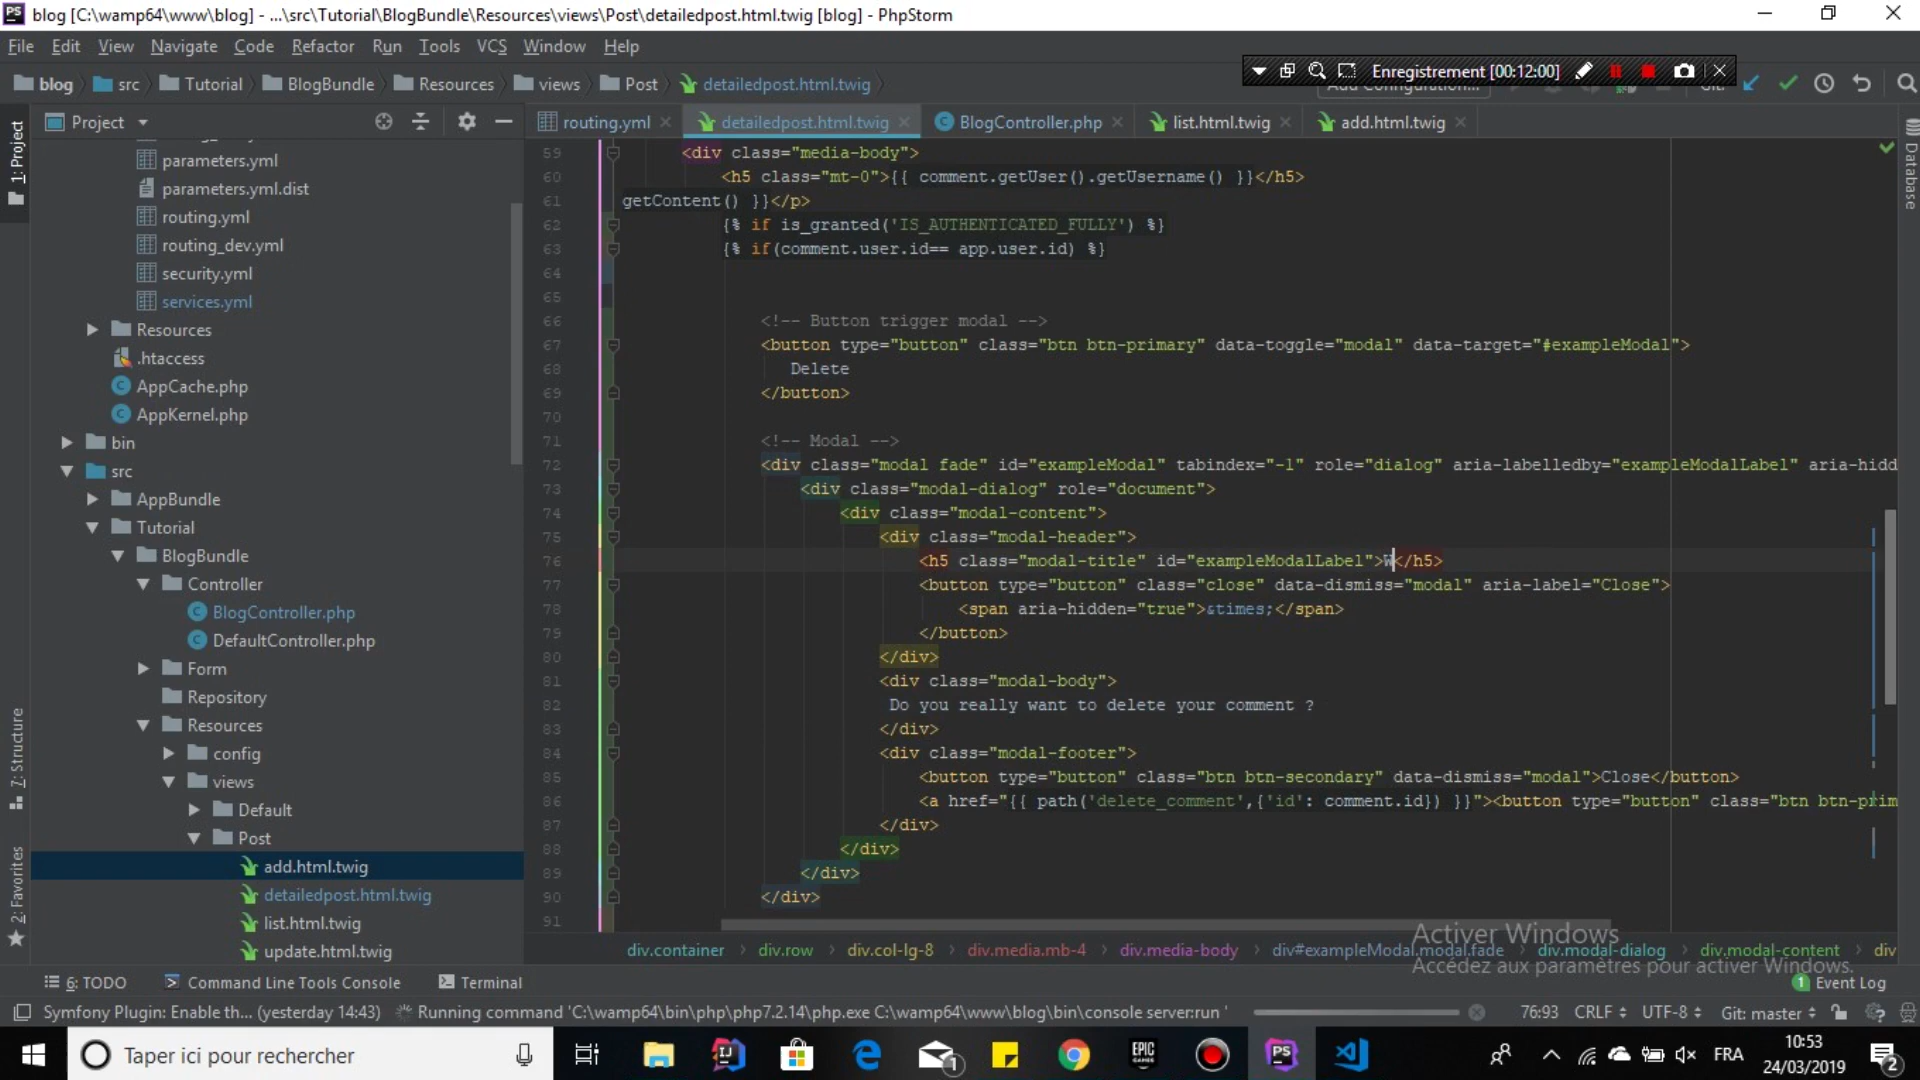 blog [C:\wamp64\www\blog] - ...\src\Tutorial\BlogBundle\Resources\views\Post\detailedpost.html.twig [blog] - PhpStorm
File Edit View Navigate Code Refactor Run Tools VCS Window Help
blog src Tutorial BlogBundle Resources views Post detailedpost.html.twig
Enregistrement [00:12:00]
Add Configuration...
Project
routing.yml detailedpost.html.twig BlogController.php list.html.twig add.html.twig
1: Project
7: Structure
2: Favorites
Database
parameters.yml
parameters.yml.dist
routing.yml
routing_dev.yml
security.yml
services.yml
Resources
.htaccess
AppCache.php
AppKernel.php
bin
src
AppBundle
Tutorial
BlogBundle
Controller
BlogController.php
DefaultController.php
Form
Repository
Resources
config
views
Default
Post
add.html.twig
detailedpost.html.twig
list.html.twig
update.html.twig
59 <div class="media-body">
60 <h5 class="mt-0">{{ comment.getUser().getUsername() }}</h5>
61 getContent() }}</p>
62 {% if is_granted('IS_AUTHENTICATED_FULLY') %}
63 {% if(comment.user.id== app.user.id) %}
64
65
66 <!-- Button trigger modal -->
67 <button type="button" class="btn btn-primary" data-toggle="modal" data-target="#exampleModal">
68 Delete
69 </button>
70
71 <!-- Modal -->
72 <div class="modal fade" id="exampleModal" tabindex="-1" role="dialog" aria-labelledby="exampleModalLabel" aria-hidd
73 <div class="modal-dialog" role="document">
74 <div class="modal-content">
75 <div class="modal-header">
76 <h5 class="modal-title" id="exampleModalLabel">W</h5>
77 <button type="button" class="close" data-dismiss="modal" aria-label="Close">
78 <span aria-hidden="true">&times;</span>
79 </button>
80 </div>
81 <div class="modal-body">
82 Do you really want to delete your comment ?
83 </div>
84 <div class="modal-footer">
85 <button type="button" class="btn btn-secondary" data-dismiss="modal">Close</button>
86 <a href="{{ path('delete_comment',{'id': comment.id}) }}"><button type="button" class="btn btn-prim
87 </div>
88 </div>
89 </div>
90 </div>
91
Activer Windows
Accédez aux paramètres pour activer Windows.
div.container div.row div.col-lg-8 div.media.mb-4 div.media-body div#exampleModal.modal.fade div.modal-dialog div.modal-content div
6: TODO Command Line Tools Console Terminal 1 Event Log
Symfony Plugin: Enable th... (yesterday 14:43) Running command 'C:\wamp64\bin\php\php7.2.14\php.exe C:\wamp64\www\blog\bin\console server:run ' 76:93 CRLF UTF-8 Git: master
Taper ici pour rechercher
EPIC GAMES
FRA
10:53
24/03/2019